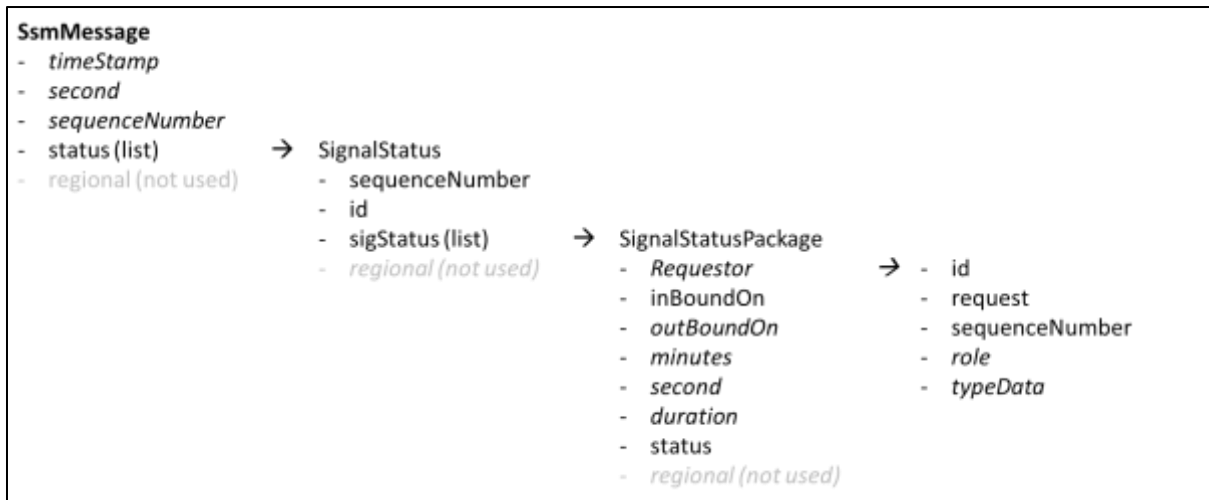 SsmMessage
- timeStamp
- second
- sequenceNumber
- status (list) → SignalStatus
- regional (not used) - sequenceNumber
- id
- sigStatus (list) → SignalStatusPackage
- regional (not used) - Requestor → - id
- inBoundOn - request
- outBoundOn - sequenceNumber
- minutes - role
- second - typeData
- duration
- status
- regional (not used)